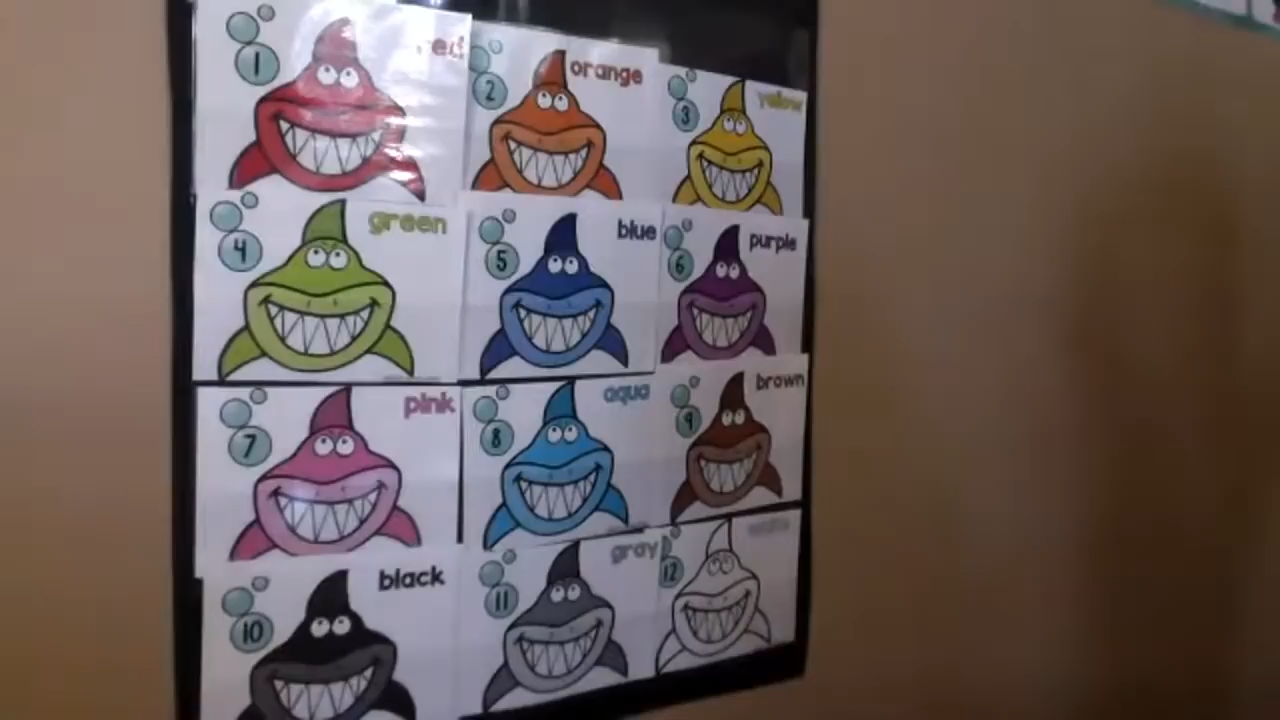 1 red
2 orange
3 yellow
4 green
5 blue
6 purple
7 pink
8 aqua
9 brown
10 black
11 gray
12